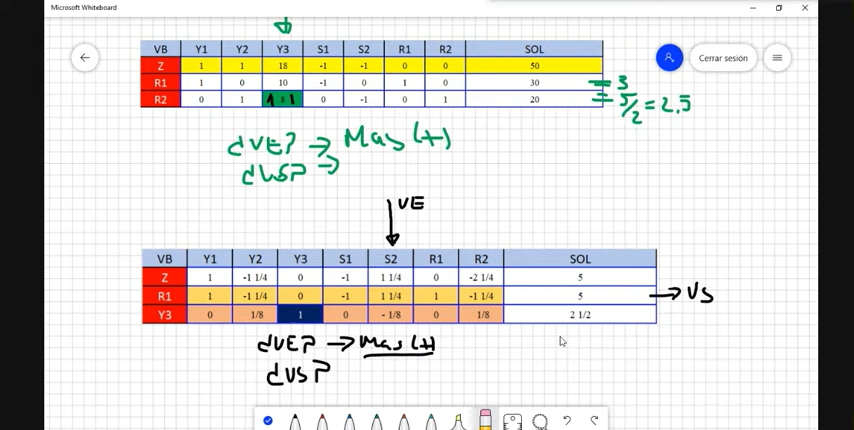 Microsoft Whiteboard
Cerrar sesión
VB Y1 Y2 Y3 S1 S2 R1 R2 SOL
Z 1 1 18 -1 -1 0 0 50
R1 1 0 10 -1 0 1 0 30
R2 0 1 8 0 -1 0 1 20
= 3
= 5/2 = 2.5
¿VE? → Mas (+)
¿VS? →
VE
VB Y1 Y2 Y3 S1 S2 R1 R2 SOL
Z 1 -1 1/4 0 -1 1 1/4 0 -2 1/4 5
R1 1 -1 1/4 0 -1 1 1/4 1 -1 1/4 5
→ VS
Y3 0 1/8 1 0 - 1/8 0 1/8 2 1/2
¿VE? → Mas (+)
¿VS?